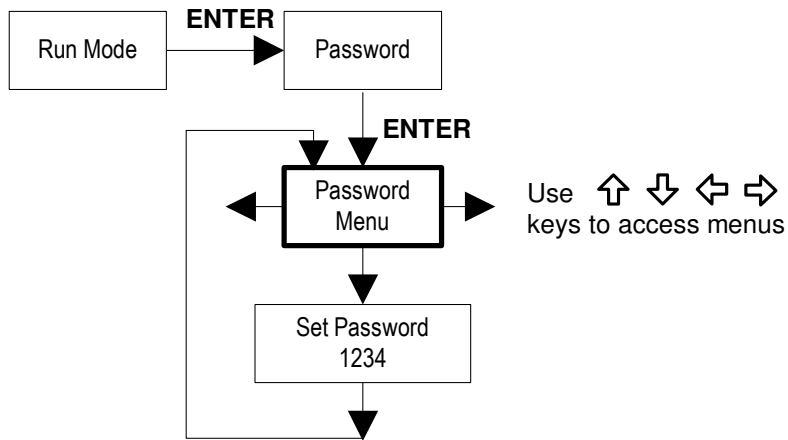 ENTER
Run Mode
Password
ENTER
Password
Menu
Use ⇧ ⇩ ⇦ ⇨
keys to access menus
Set Password
1234